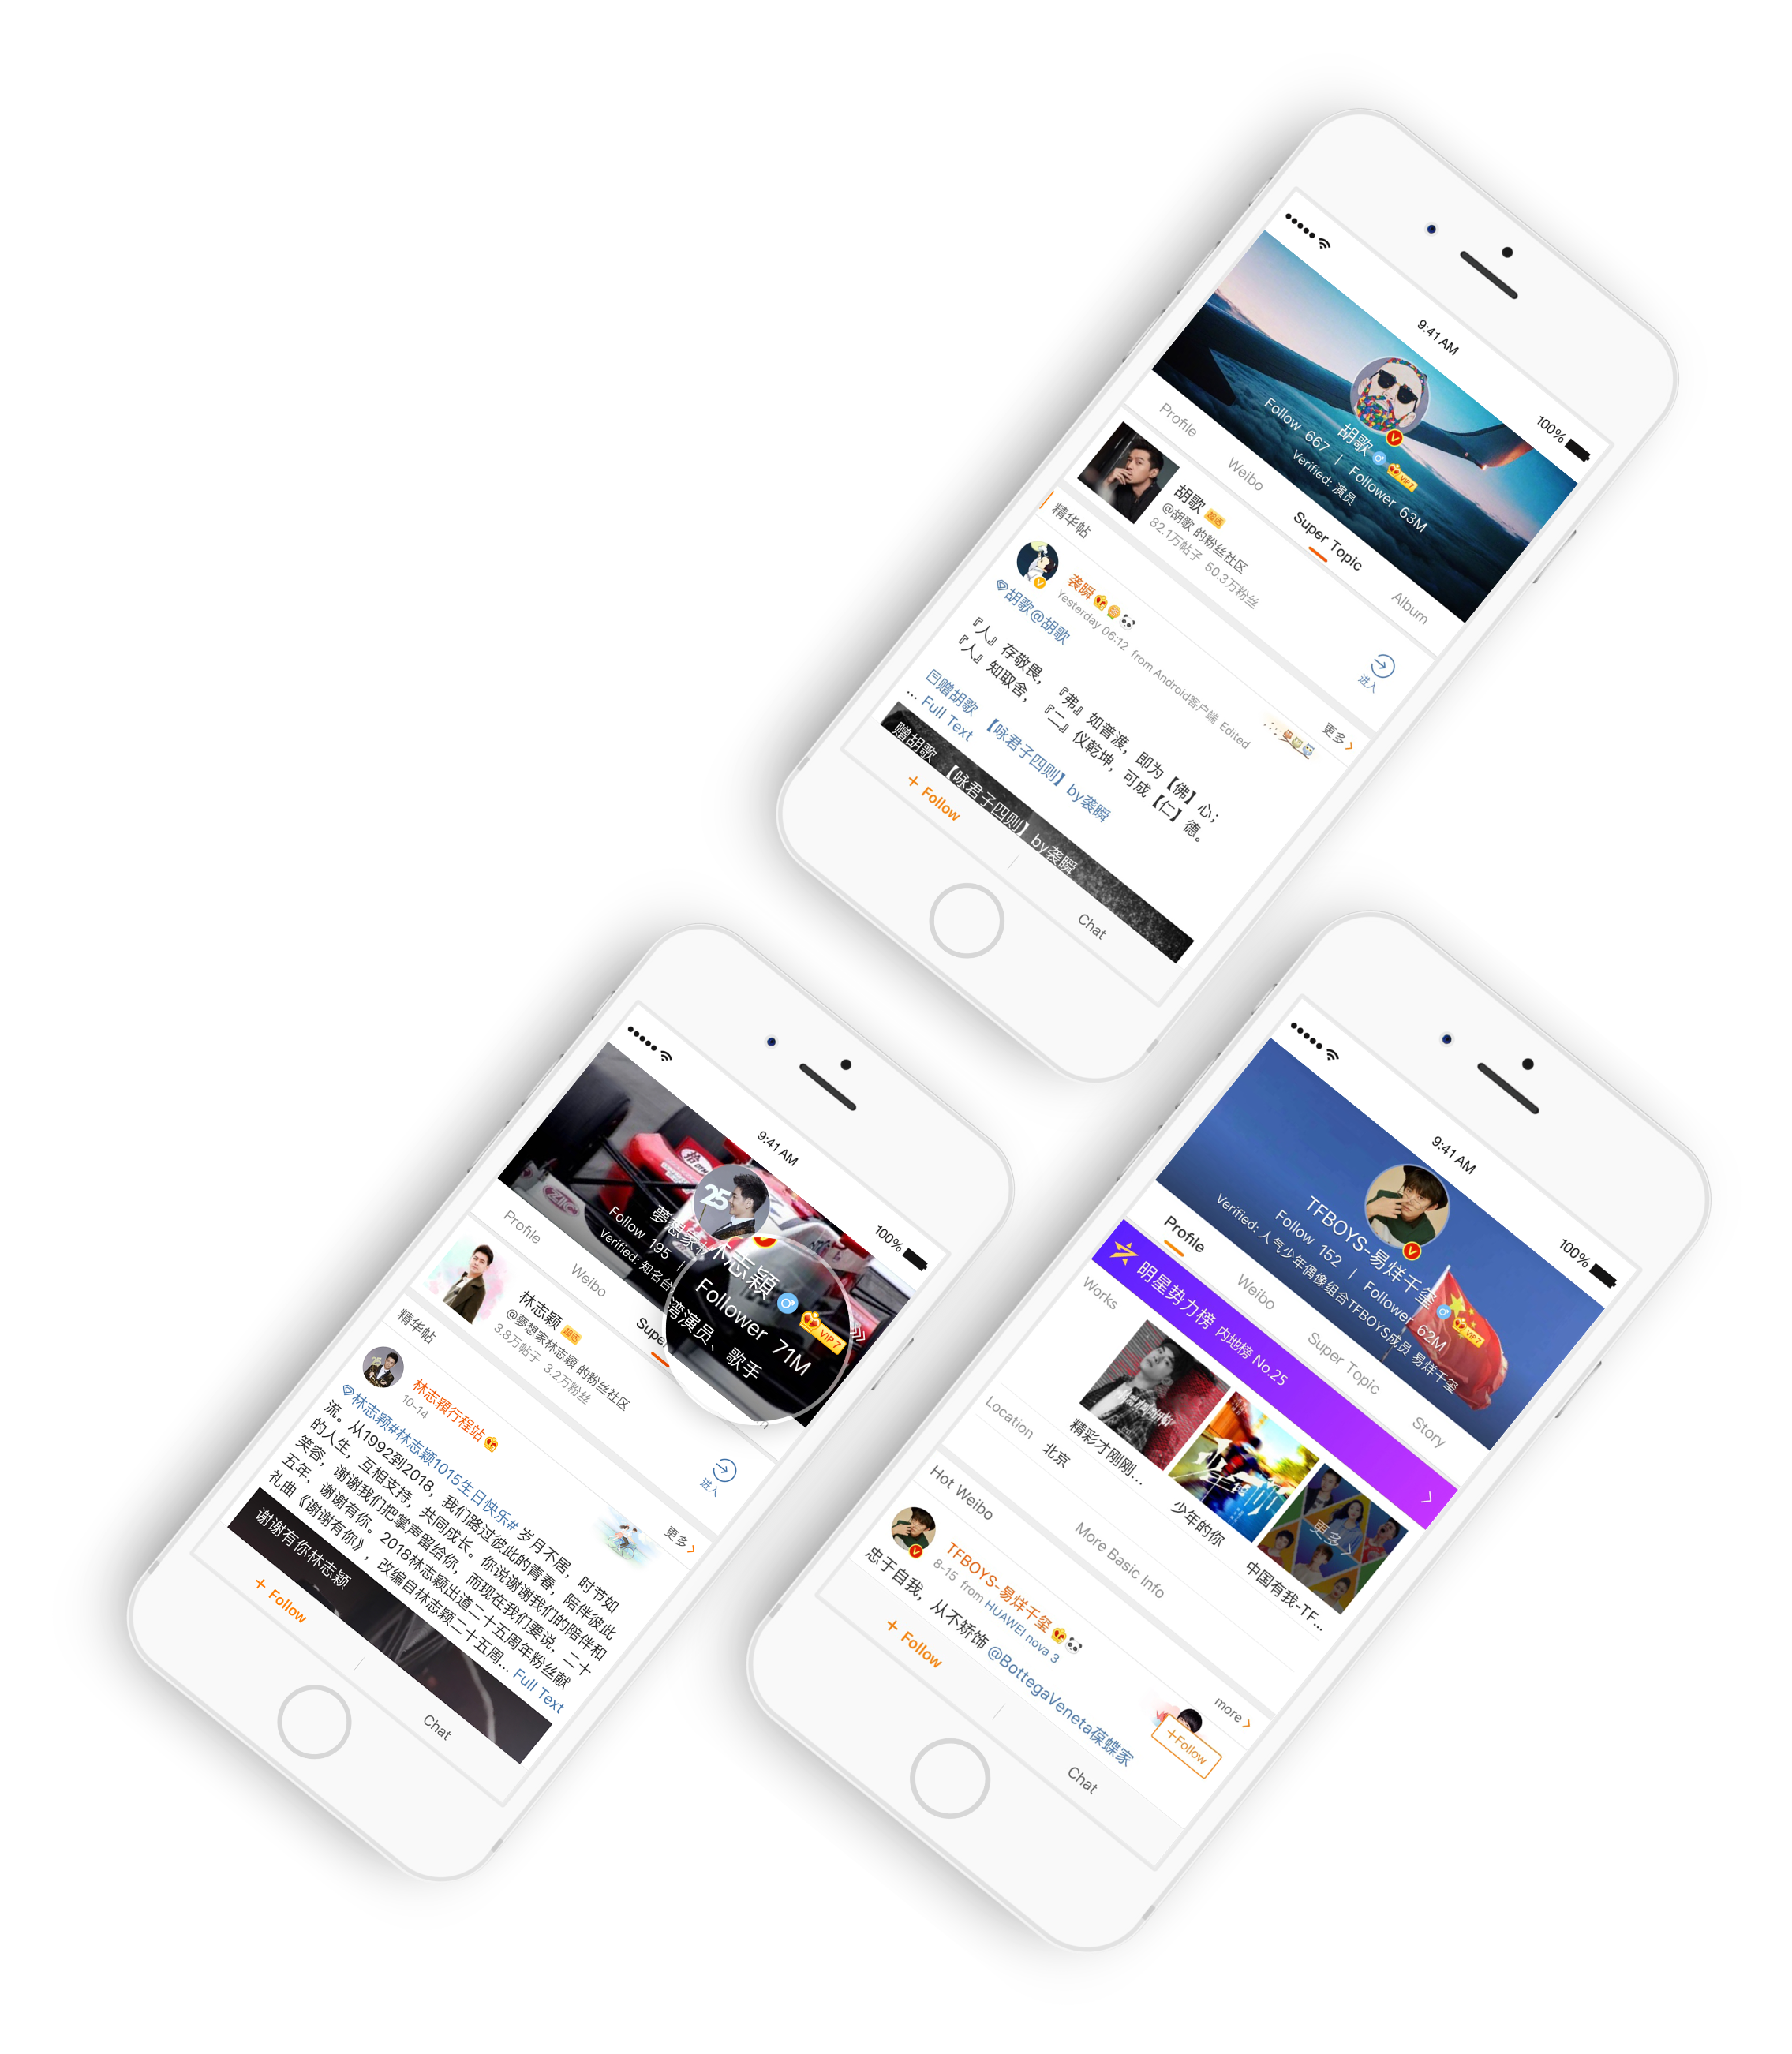 9:41 AM
100%
胡歌
VIP7
Follow 667 | Follower 63M
Verified: 演员
Profile
Weibo
Super Topic
Album
胡歌 超话
@胡歌 的粉丝社区
82.1万帖子 50.3万粉丝
进入
精华帖
更多
袭瞬
Yesterday 06:12 from Android客户端 Edited
胡歌@胡歌
『人』存敬畏，『弗』如普渡，即为【佛】心；
『人』知取舍，『二』仪乾坤，可成【仁】德。
赠胡歌 【咏君子四则】by袭瞬
... Full Text
赠胡歌 【咏君子四则】by袭瞬
+ Follow
Chat
9:41 AM
100%
25
夢想家林志穎
VIP7
Follow 195 | Follower 71M
Verified: 知名台湾演员、歌手
Profile
Weibo
Supe
林志颖 超话
@夢想家林志穎 的粉丝社区
3.8万帖子 3.2万粉丝
进入
精华帖
更多
林志颖行程站
10-14
林志颖#林志颖1015生日快乐# 岁月不居，时节如
流。从1992到2018，我们路过彼此的青春，陪伴彼此
的人生，互相支持，共同成长。你说谢谢我们的陪伴和
笑容，谢谢我们把掌声留给你，而现在我们要说，二十
五年，谢谢有你。2018林志颖出道二十五周年粉丝献
礼曲《谢谢有你》，改编自林志颖二十五周... Full Text
谢谢有你林志颖
+ Follow
Chat
9:41 AM
100%
TFBOYS-易烊千玺
VIP7
Follow 152 | Follower 62M
Verified: 人气少年偶像组合TFBOYS成员 易烊千玺
Profile
Weibo
Super Topic
Story
明星势力榜 内地榜 No.25
Works
更多
精彩才刚刚...
少年的你
中国有我-TF...
Location
北京
More Basic Info
Hot Weibo
more
TFBOYS-易烊千玺
8-15 from HUAWEI nova 3
+Follow
忠于自我，从不矫饰 @BottegaVeneta葆蝶家
+ Follow
Chat